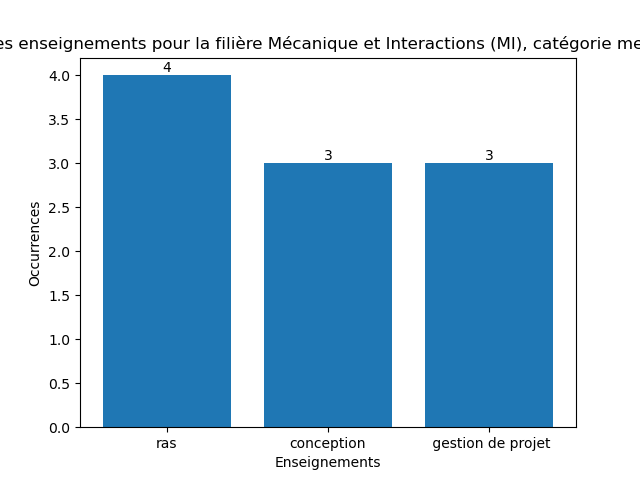 es enseignements pour la filière Mécanique et Interactions (MI), catégorie me
4
3
3
4.0
3.5
3.0
2.5
2.0
1.5
1.0
0.5
0.0
Occurrences
ras
conception
gestion de projet
Enseignements